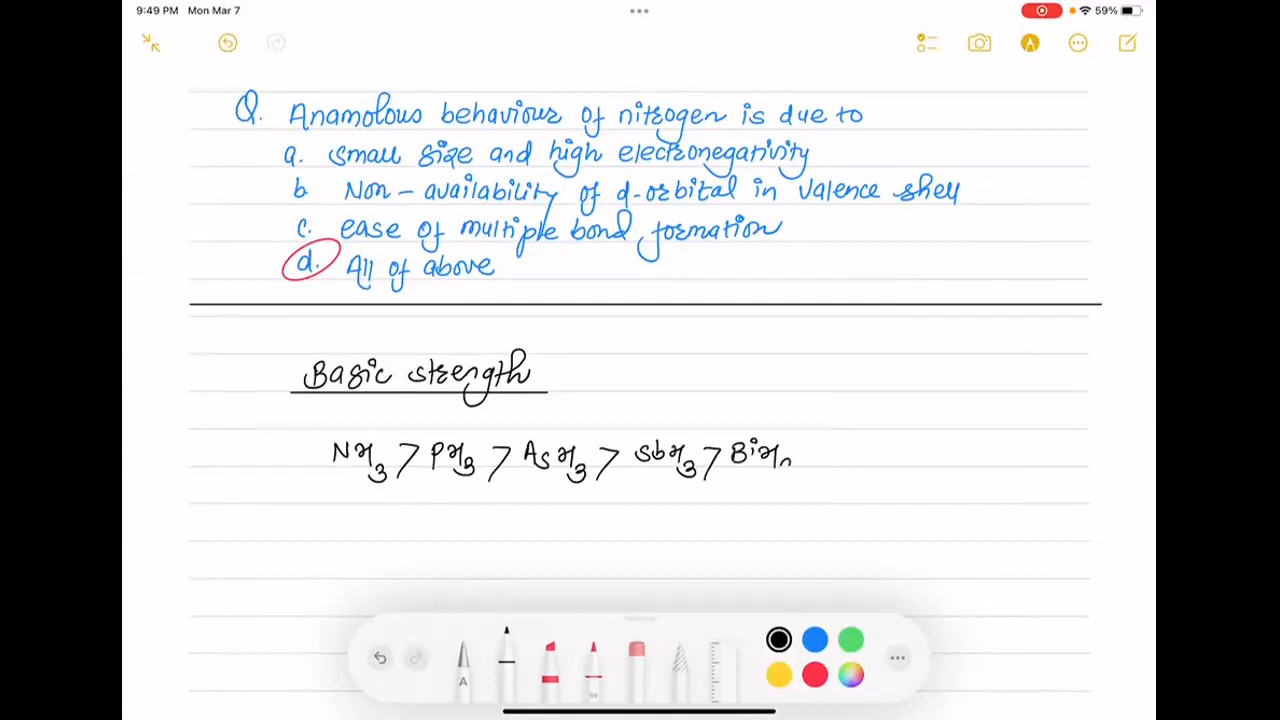 9:49 PM Mon Mar 7
59%
Q. Anamolous behaviour of nitrogen is due to
a. small size and high electronegativity
b Non-availability of d-orbital in valence shell
c. ease of multiple bond formation
d. All of above
Basic strength
NH3 > PH3 > AsH3 > SbH3 > BiH
A
50